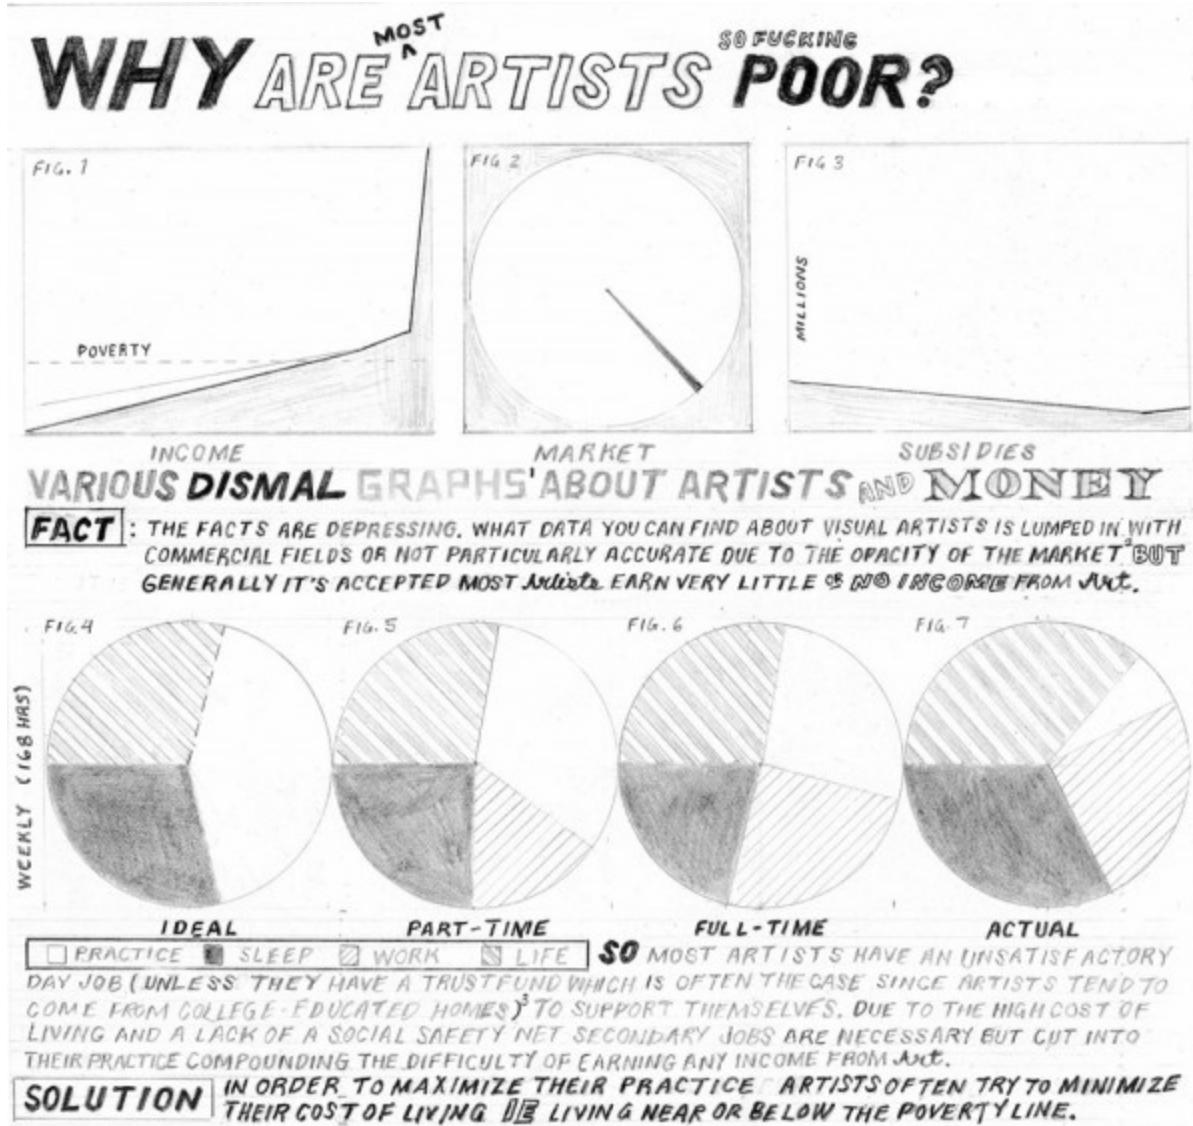 MOST
SO FUCKING
WHY ARE ^ ARTISTS POOR?
FIG. 1
FIG 2
FIG 3
MILLIONS
POVERTY
INCOME
MARKET
SUBSIDIES
VARIOUS DISMAL GRAPHS¹ ABOUT ARTISTS AND MONEY
FACT: THE FACTS ARE DEPRESSING. WHAT DATA YOU CAN FIND ABOUT VISUAL ARTISTS IS LUMPED IN WITH
COMMERCIAL FIELDS OR NOT PARTICULARLY ACCURATE DUE TO THE OPACITY OF THE MARKET² BUT
GENERALLY IT'S ACCEPTED MOST Artists EARN VERY LITTLE OR NO INCOME FROM Art.
FIG.4
FIG. 5
FIG. 6
FIG. 7
WEEKLY (168 HRS)
IDEAL
PART-TIME
FULL-TIME
ACTUAL
PRACTICE SLEEP WORK LIFE
SO MOST ARTISTS HAVE AN UNSATISFACTORY
DAY JOB (UNLESS THEY HAVE A TRUSTFUND WHICH IS OFTEN THE CASE SINCE ARTISTS TEND TO
COME FROM COLLEGE-EDUCATED HOMES)³ TO SUPPORT THEMSELVES. DUE TO THE HIGH COST OF
LIVING AND A LACK OF A SOCIAL SAFETY NET SECONDARY JOBS ARE NECESSARY BUT CUT INTO
THEIR PRACTICE COMPOUNDING THE DIFFICULTY OF EARNING ANY INCOME FROM Art.
SOLUTION IN ORDER TO MAXIMIZE THEIR PRACTICE ARTISTS OFTEN TRY TO MINIMIZE
THEIR COST OF LIVING IE LIVING NEAR OR BELOW THE POVERTY LINE.